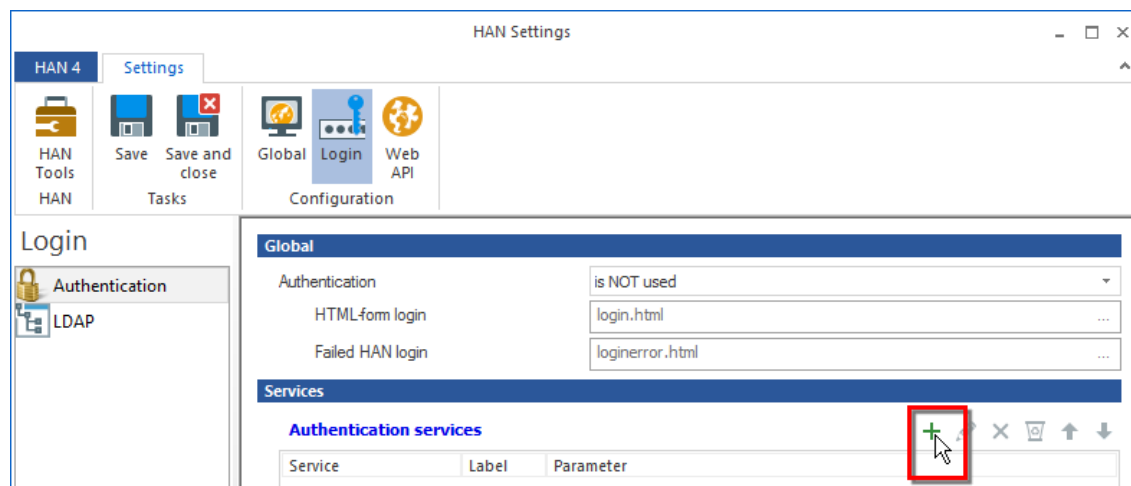 HAN Settings
HAN 4 Settings
HAN Tools
Save
Save and close
Global
Login
Web API
HAN
Tasks
Configuration
Login
Authentication
LDAP
Global
Authentication is NOT used
HTML-form login login.html ...
Failed HAN login loginerror.html ...
Services
Authentication services
Service Label Parameter